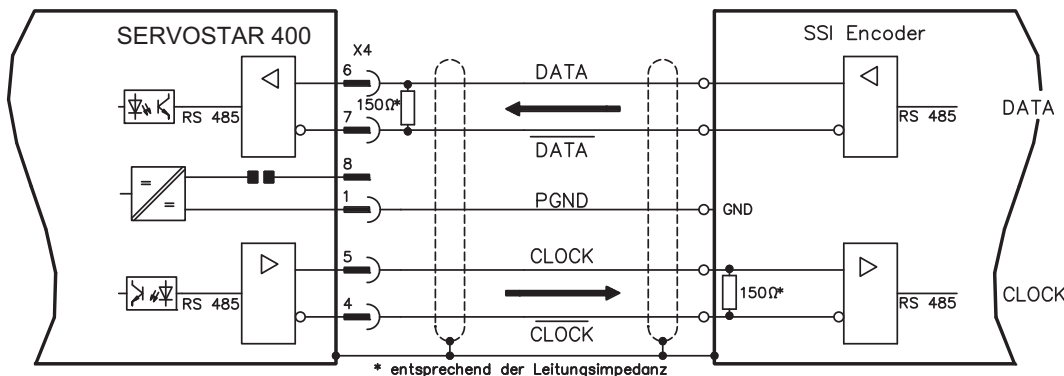 SERVOSTAR 400
X4
SSI Encoder
6
DATA
150Ω*
RS 485
7
DATA
RS 485
DATA
8
=
=
1
PGND
GND
5
CLOCK
150Ω*
RS 485
4
CLOCK
RS 485
CLOCK
* entsprechend der Leitungsimpedanz